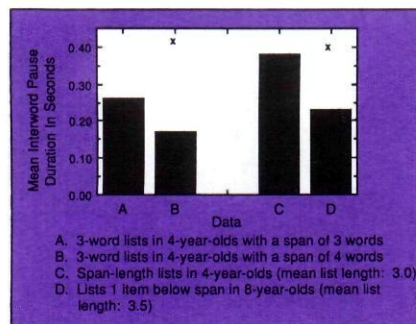 Mean Interword Pause
Duration In Seconds
0.40
0.30
0.20
0.10
0.00
x
x
A
B
C
D
Data
A. 3-word lists in 4-year-olds with a span of 3 words
B. 3-word lists in 4-year-olds with a span of 4 words
C. Span-length lists in 4-year-olds (mean list length: 3.0)
D. Lists 1 item below span in 8-year-olds (mean list
length: 3.5)